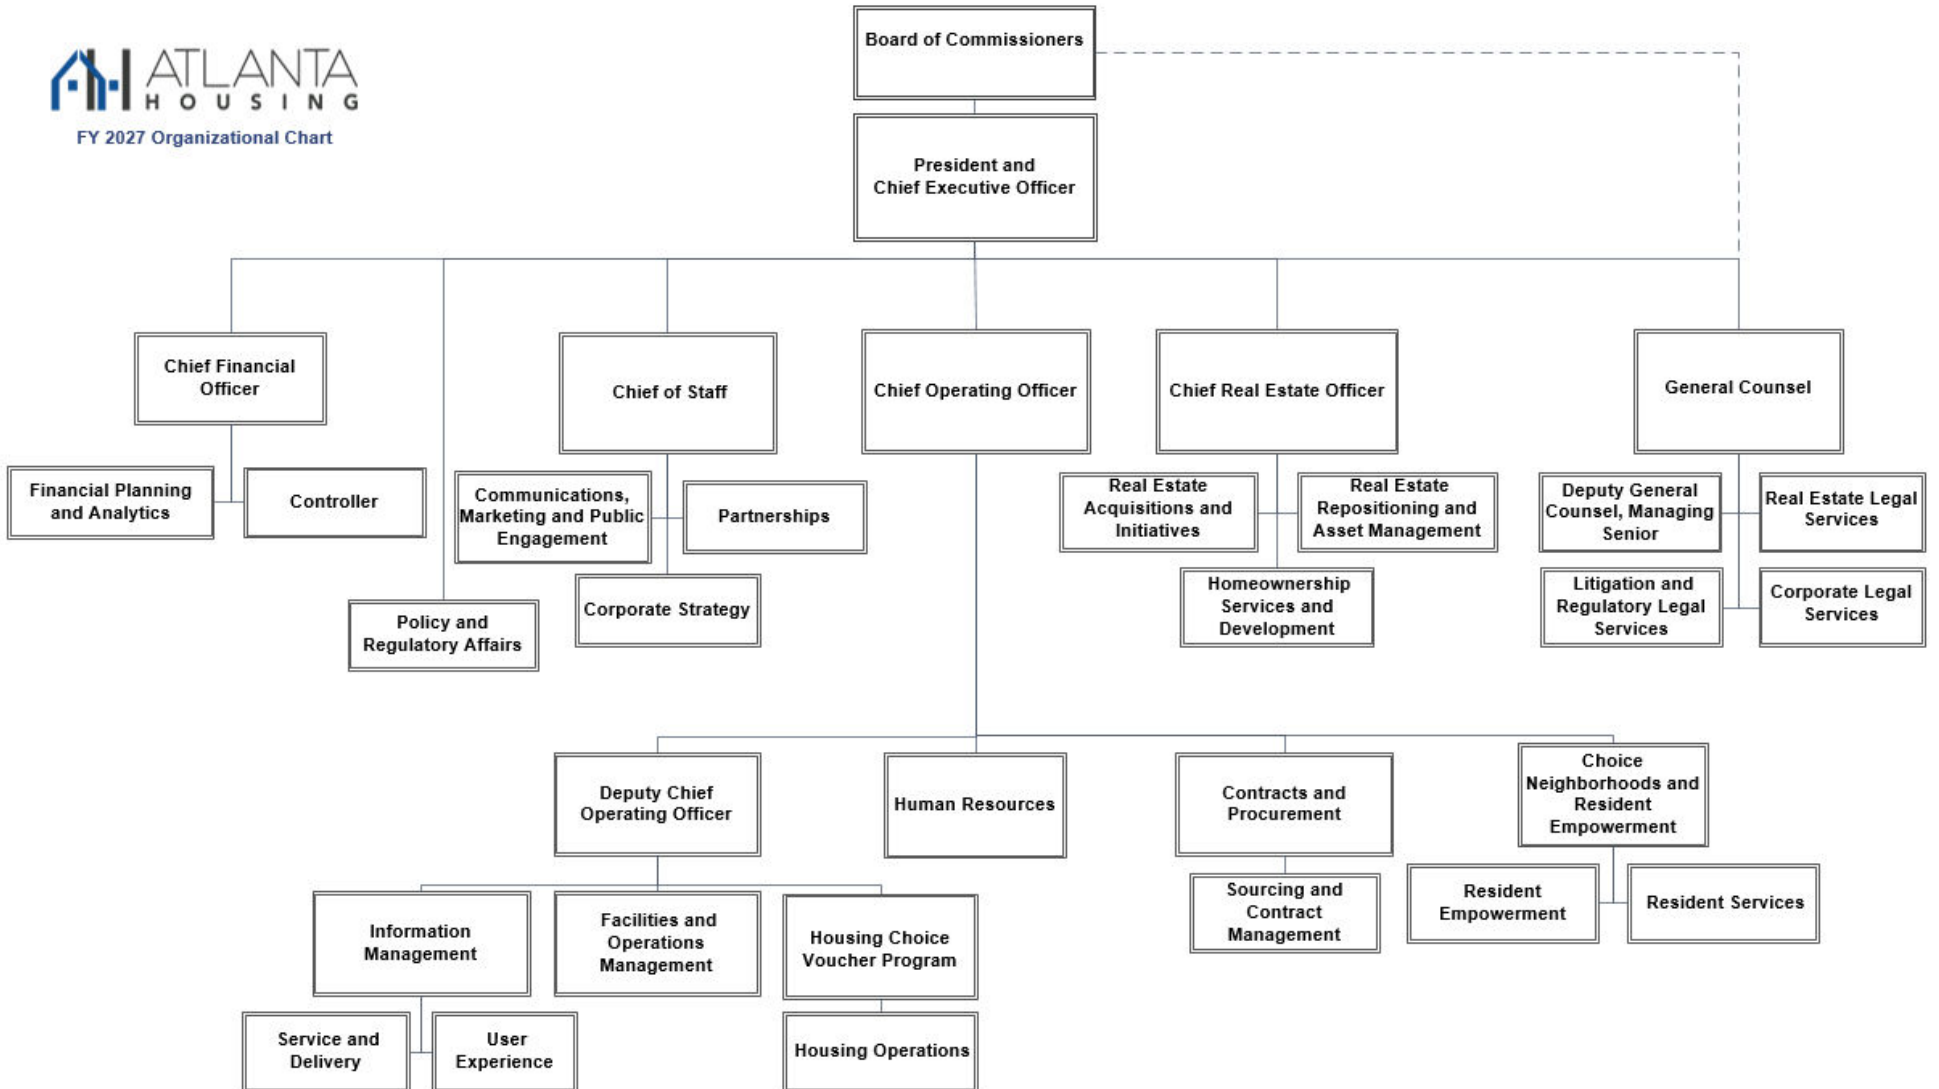 Board of Commissioners
ATLANTA
HOUSING
FY 2027 Organizational Chart
President and
Chief Executive Officer
Chief Financial
Officer
Chief of Staff
Chief Operating Officer
Chief Real Estate Officer
General Counsel
Financial Planning
and Analytics
Controller
Communications,
Marketing and Public
Engagement
Partnerships
Real Estate
Acquisitions and
Initiatives
Real Estate
Repositioning and
Asset Management
Deputy General
Counsel, Managing
Senior
Real Estate Legal
Services
Policy and
Regulatory Affairs
Corporate Strategy
Homeownership
Services and
Development
Litigation and
Regulatory Legal
Services
Corporate Legal
Services
Deputy Chief
Operating Officer
Human Resources
Contracts and
Procurement
Choice
Neighborhoods and
Resident
Empowerment
Information
Management
Facilities and
Operations
Management
Housing Choice
Voucher Program
Sourcing and
Contract
Management
Resident
Empowerment
Resident Services
Service and
Delivery
User
Experience
Housing Operations